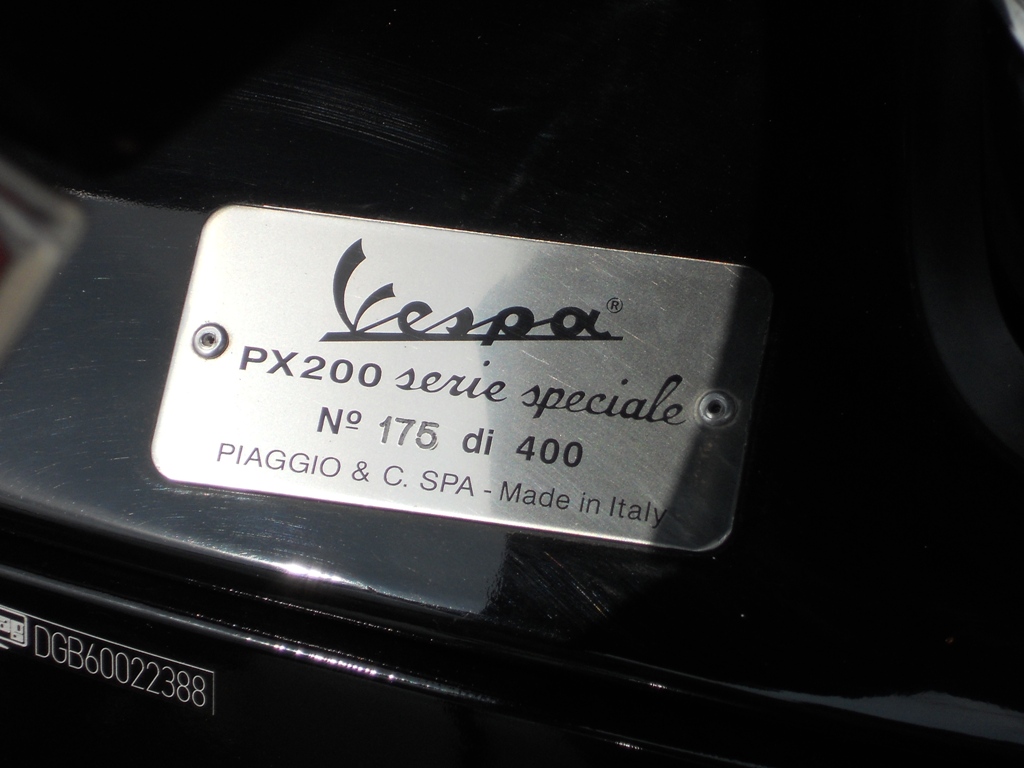 Vespa®
PX200 serie speciale
Nº 175 di 400
PIAGGIO & C. SPA - Made in Italy
DGB60022388